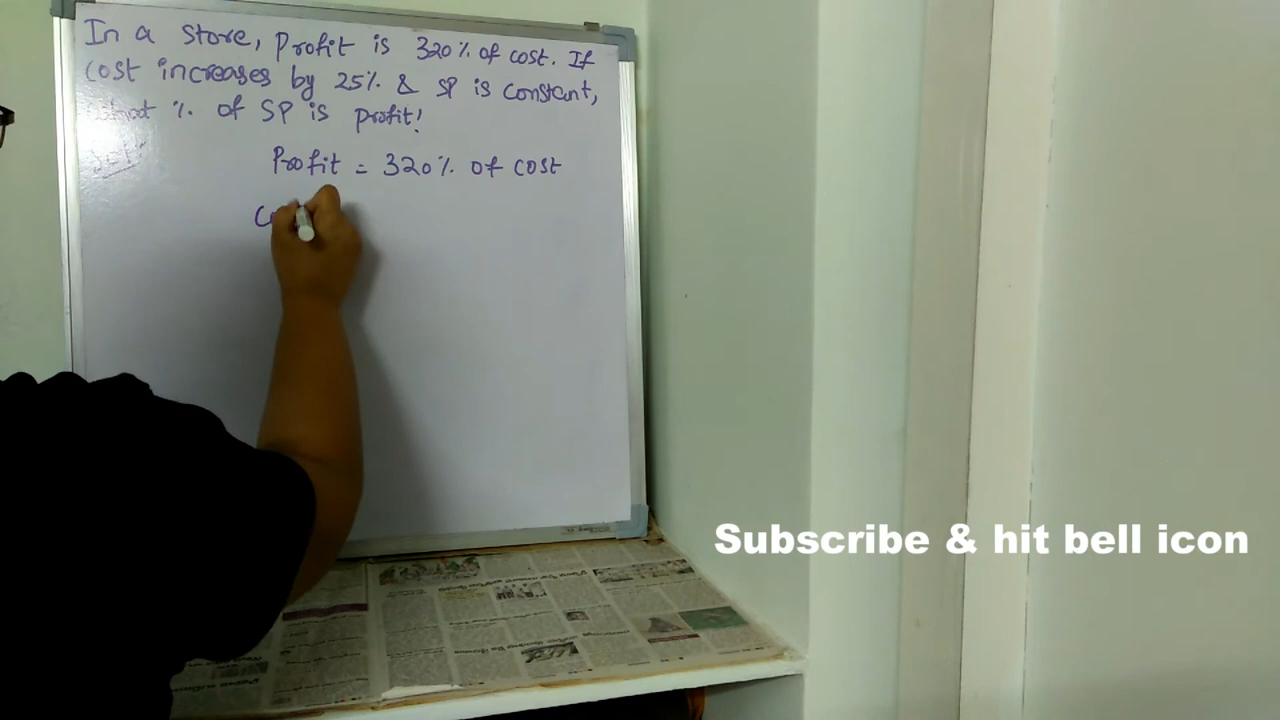 In a store, Profit is 320% of cost. If
cost increases by 25% & SP is constant,
% of SP is profit!
Profit = 320% of cost
Subscribe & hit bell icon